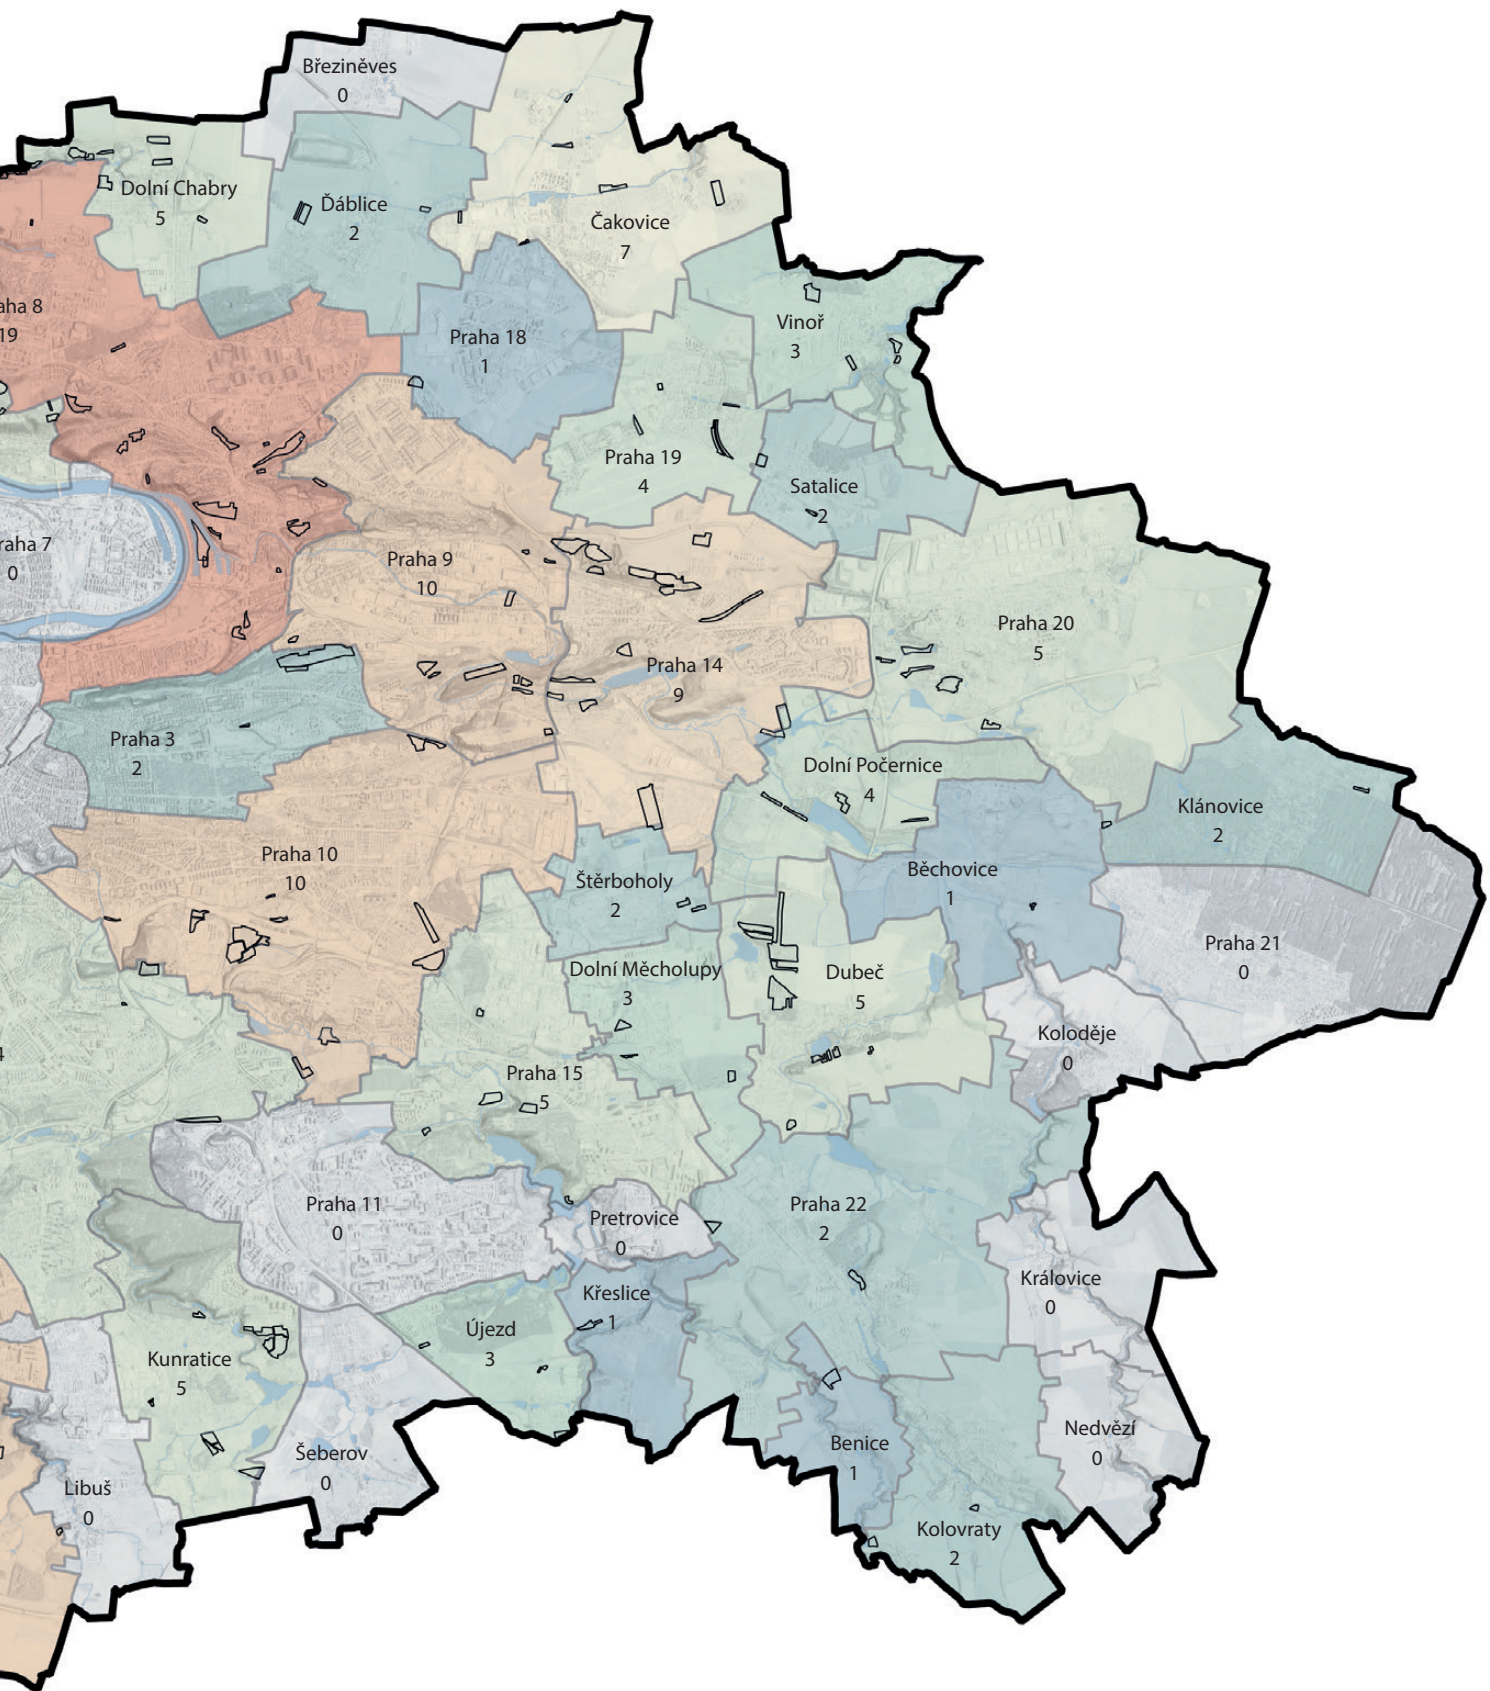 Březiněves
0
Dolní Chabry
5
Ďáblice
2
Čakovice
7
aha 8
19
Praha 18
1
Vinoř
3
Praha 19
4
Satalice
2
raha 7
0
Praha 9
10
Praha 20
5
Praha 14
9
Praha 3
2
Dolní Počernice
4
Klánovice
2
Praha 10
10
Štěrboholy
2
Běchovice
1
Praha 21
0
Dolní Měcholupy
3
Dubeč
5
Koloděje
0
4
Praha 15
5
Praha 11
0
Pretrovice
0
Praha 22
2
Královice
0
Křeslice
1
Újezd
3
Kunratice
5
Nedvězí
0
Benice
1
Šeberov
0
Libuš
0
Kolovraty
2